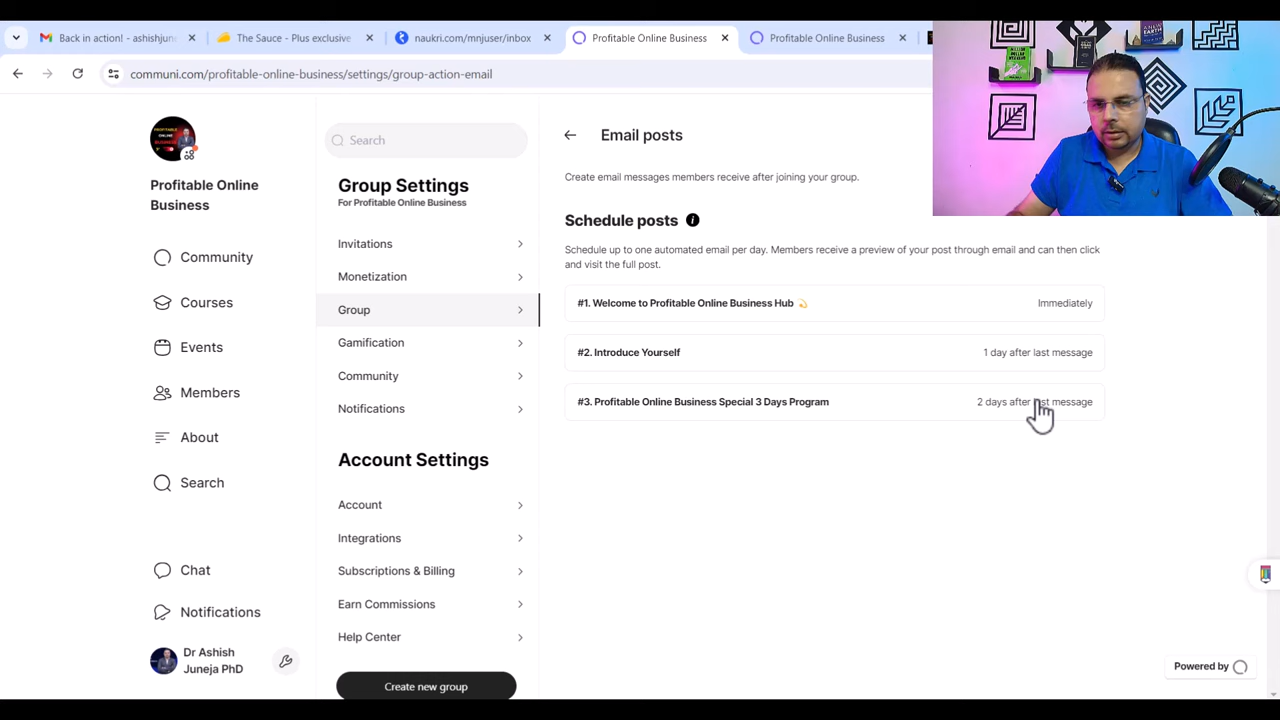 Back in action! - ashishjun
The Sauce - Plus exclusive
naukri.com/mnjuser/inbox
Profitable Online Business
Profitable Online Business
communi.com/profitable-online-business/settings/group-action-email
Profitable Online
Business
Community
Courses
Events
Members
About
Search
Chat
Notifications
Dr Ashish
Juneja PhD
Search
Group Settings
For Profitable Online Business
Invitations
Monetization
Group
Gamification
Community
Notifications
Account Settings
Account
Integrations
Subscriptions & Billing
Earn Commissions
Help Center
Create new group
Email posts
Create email messages members receive after joining your group.
Schedule posts
Schedule up to one automated email per day. Members receive a preview of your post through email and can then click
and visit the full post.
#1. Welcome to Profitable Online Business Hub 💫 Immediately
#2. Introduce Yourself 1 day after last message
#3. Profitable Online Business Special 3 Days Program 2 days after last message
Powered by